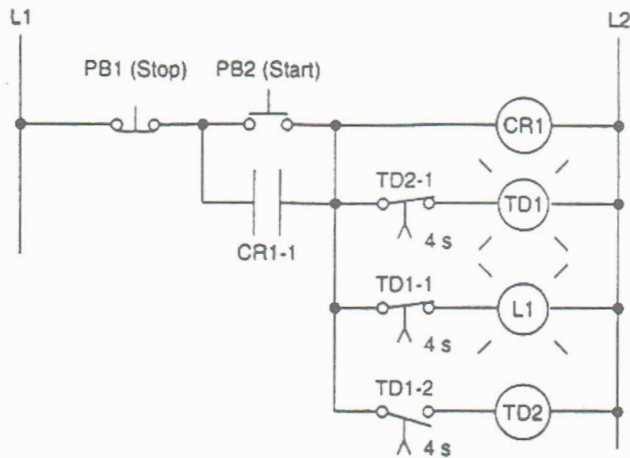 L1
L2
PB1 (Stop)
PB2 (Start)
CR1
CR1-1
TD2-1
4 s
TD1
TD1-1
4 s
L1
TD1-2
4 s
TD2